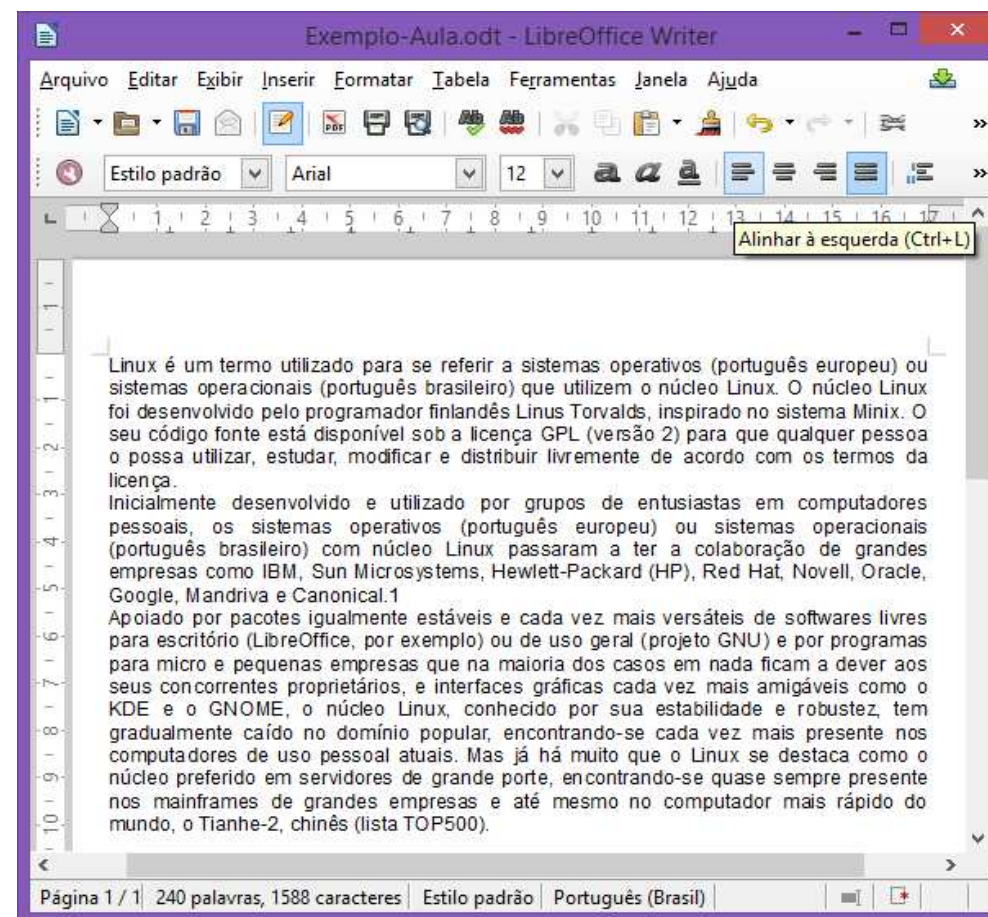 Exemplo-Aula.odt - LibreOffice Writer
Arquivo Editar Exibir Inserir Formatar Tabela Ferramentas Janela Ajuda
Estilo padrão Arial 12 a a a
1 2 3 4 5 6 7 8 9 10 11 12 13 14 15 16 17
Alinhar à esquerda (Ctrl+L)
Linux é um termo utilizado para se referir a sistemas operativos (português europeu) ou
sistemas operacionais (português brasileiro) que utilizem o núcleo Linux. O núcleo Linux
foi desenvolvido pelo programador finlandês Linus Torvalds, inspirado no sistema Minix. O
seu código fonte está disponível sob a licença GPL (versão 2) para que qualquer pessoa
o possa utilizar, estudar, modificar e distribuir livremente de acordo com os termos da
licença.
Inicialmente desenvolvido e utilizado por grupos de entusiastas em computadores
pessoais, os sistemas operativos (português europeu) ou sistemas operacionais
(português brasileiro) com núcleo Linux passaram a ter a colaboração de grandes
empresas como IBM, Sun Microsystems, Hewlett-Packard (HP), Red Hat, Novell, Oracle,
Google, Mandriva e Canonical.1
Apoiado por pacotes igualmente estáveis e cada vez mais versáteis de softwares livres
para escritório (LibreOffice, por exemplo) ou de uso geral (projeto GNU) e por programas
para micro e pequenas empresas que na maioria dos casos em nada ficam a dever aos
seus concorrentes proprietários, e interfaces gráficas cada vez mais amigáveis como o
KDE e o GNOME, o núcleo Linux, conhecido por sua estabilidade e robustez, tem
gradualmente caído no domínio popular, encontrando-se cada vez mais presente nos
computadores de uso pessoal atuais. Mas já há muito que o Linux se destaca como o
núcleo preferido em servidores de grande porte, encontrando-se quase sempre presente
nos mainframes de grandes empresas e até mesmo no computador mais rápido do
mundo, o Tianhe-2, chinês (lista TOP500).
1
1
2
3
4
5
6
7
8
9
10
Página 1 / 1 240 palavras, 1588 caracteres Estilo padrão Português (Brasil)